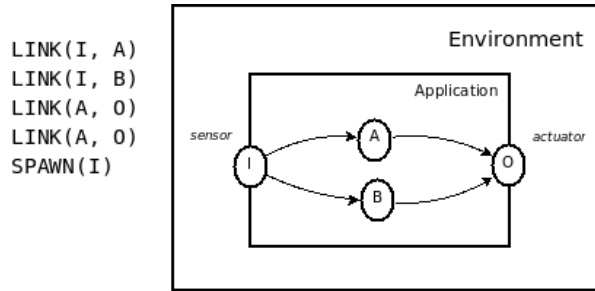 LINK(I, A)
LINK(I, B)
LINK(A, O)
LINK(A, O)
SPAWN(I)
Environment
Application
sensor
actuator
A
I
O
B